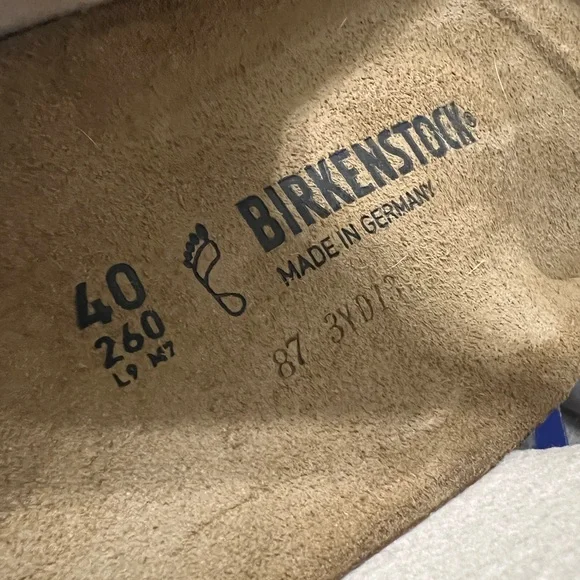 BIRKENSTOCK®
MADE IN GERMANY
40
260
L9 M7
87